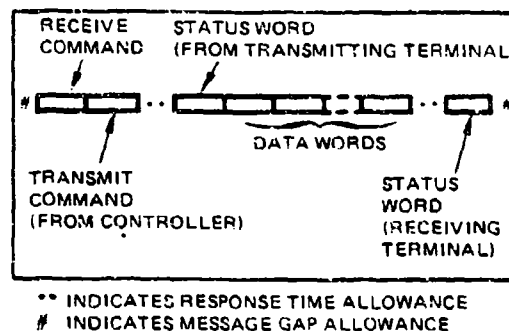 RECEIVE
COMMAND
STATUS WORD
(FROM TRANSMITTING TERMINAL
# ·· ·· #
DATA WORDS
TRANSMIT
COMMAND
(FROM CONTROLLER)
STATUS
WORD
(RECEIVING
TERMINAL)
·· INDICATES RESPONSE TIME ALLOWANCE
# INDICATES MESSAGE GAP ALLOWANCE